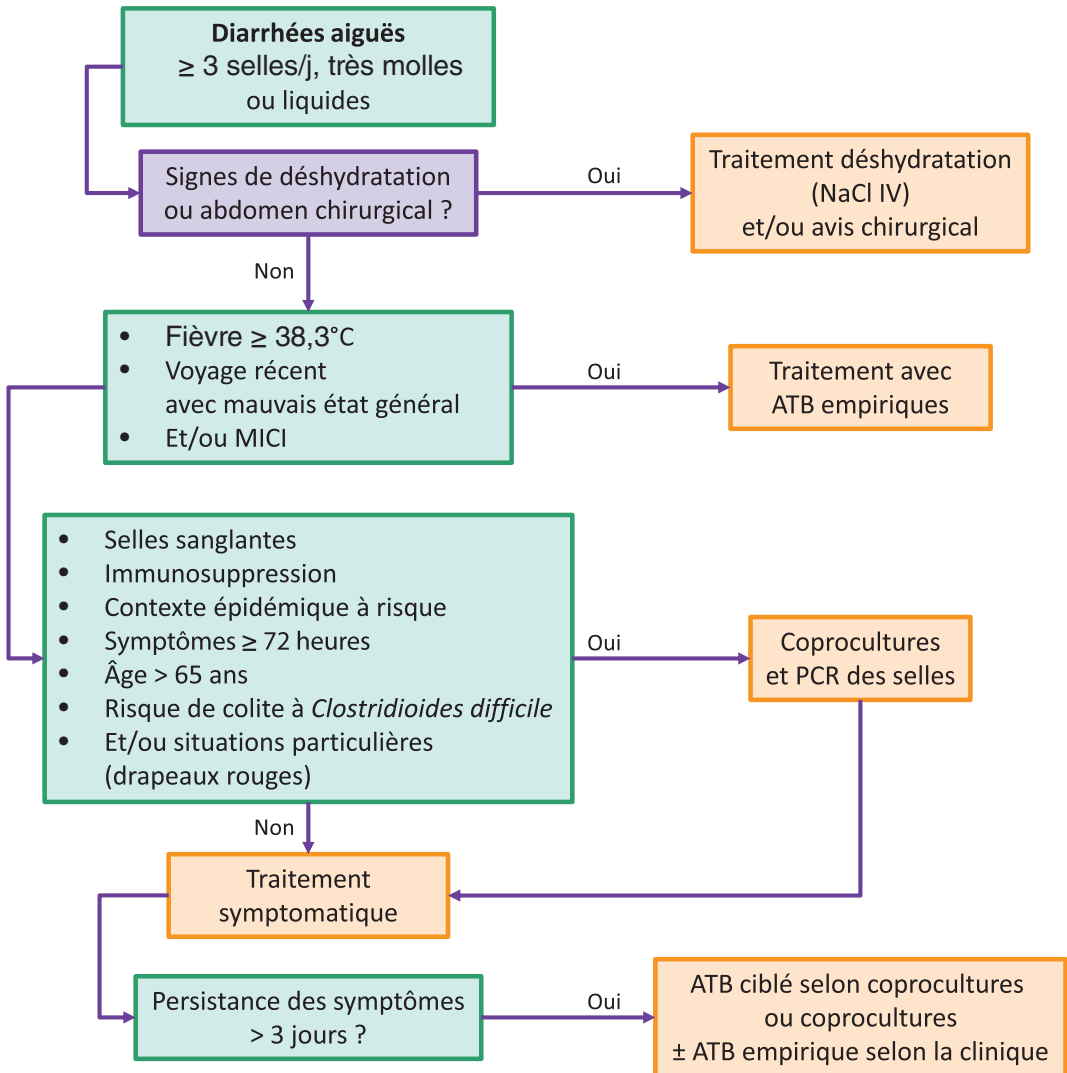 Diarrhées aiguës
≥ 3 selles/j, très molles
ou liquides
Signes de déshydratation
ou abdomen chirurgical ?
Oui
Traitement déshydratation
(NaCl IV)
et/ou avis chirurgical
Non
• Fièvre ≥ 38,3°C
• Voyage récent
avec mauvais état général
• Et/ou MICI
Oui
Traitement avec
ATB empiriques
• Selles sanglantes
• Immunosuppression
• Contexte épidémique à risque
• Symptômes ≥ 72 heures
• Âge > 65 ans
• Risque de colite à Clostridioides difficile
• Et/ou situations particulières
(drapeaux rouges)
Oui
Coprocultures
et PCR des selles
Non
Traitement
symptomatique
Persistance des symptômes
> 3 jours ?
Oui
ATB ciblé selon coprocultures
ou coprocultures
± ATB empirique selon la clinique